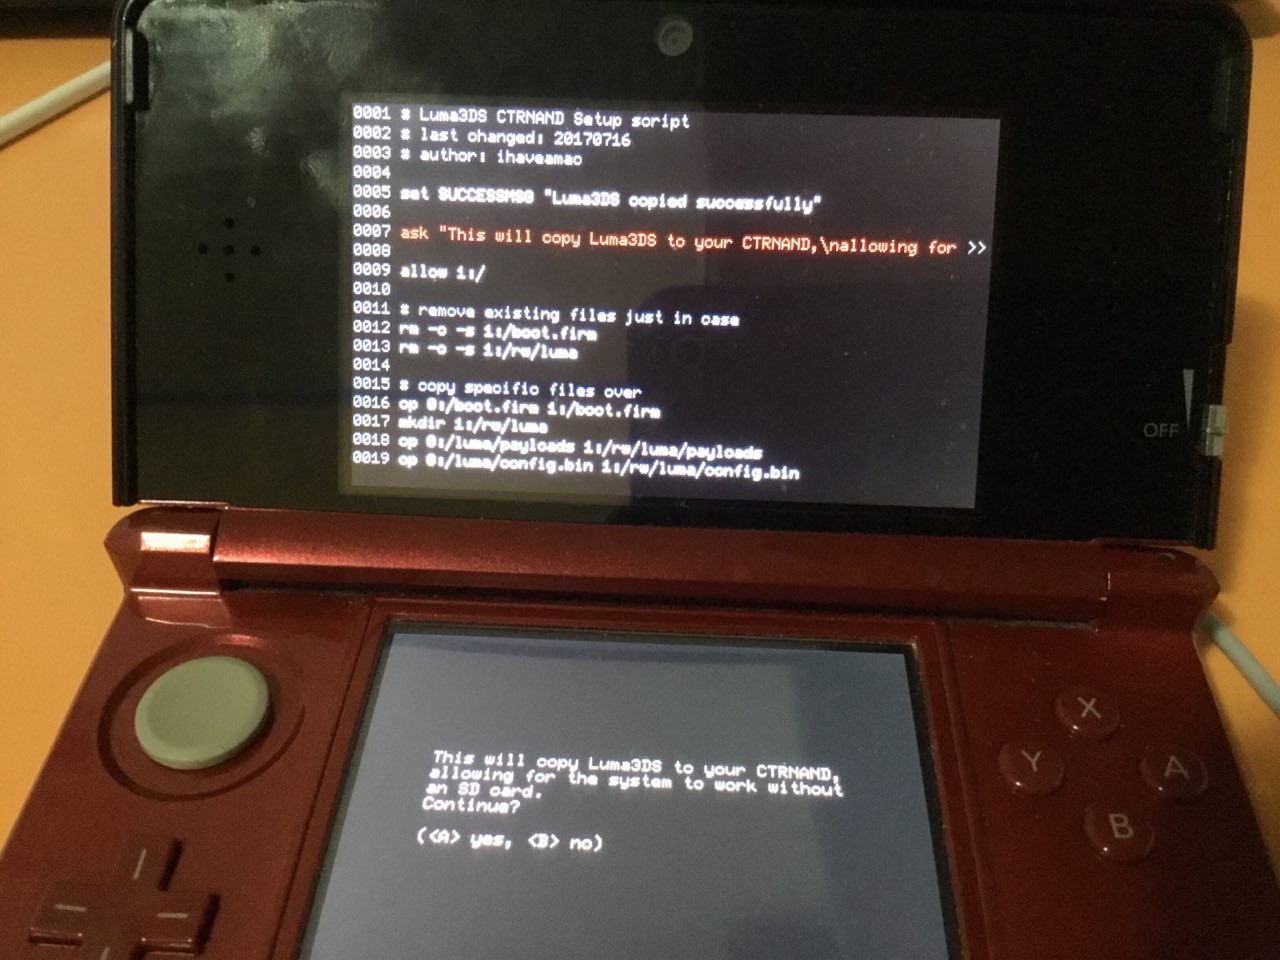 0001 # Luma3DS CTRNAND Setup script
0002 # last changed: 20170716
0003 # author: ihaveamac
0004
0005 set SUCCESSMSG "Luma3DS copied successfully"
0006
0007 ask "This will copy Luma3DS to your CTRNAND,\nallowing for >>
0008
0009 allow 1:/
0010
0011 # remove existing files just in case
0012 rm -o -s 1:/boot.firm
0013 rm -o -s 1:/rw/luma
0014
0015 # copy specific files over
0016 cp 0:/boot.firm 1:/boot.firm
0017 mkdir 1:/rw/luma
0018 cp 0:/luma/payloads 1:/rw/luma/payloads
0019 cp 0:/luma/config.bin 1:/rw/luma/config.bin
OFF
This will copy Luma3DS to your CTRNAND,
allowing for the system to work without
an SD card.
Continue?
(<A> yes, <B> no)
X
Y
A
B